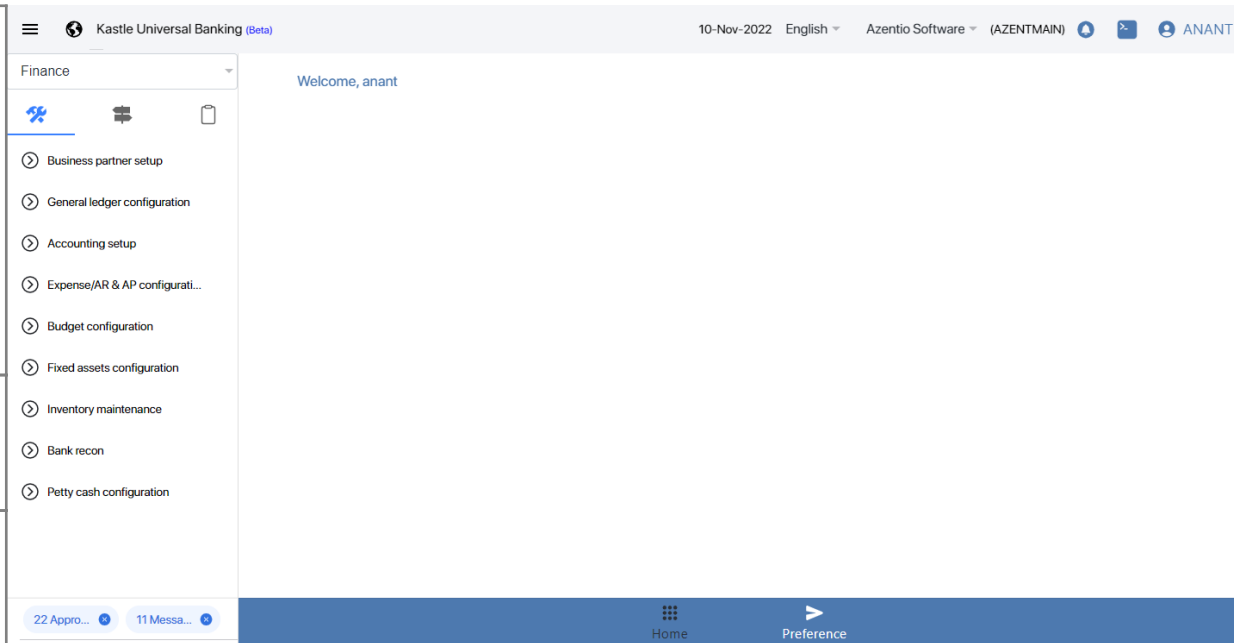 Kastle Universal Banking (Beta) 10-Nov-2022 English Azentio Software (AZENTMAIN) ANANT
Finance
Welcome, anant
Business partner setup
General ledger configuration
Accounting setup
Expense/AR & AP configurati...
Budget configuration
Fixed assets configuration
Inventory maintenance
Bank recon
Petty cash configuration
22 Appro... 11 Messa...
Home Preference